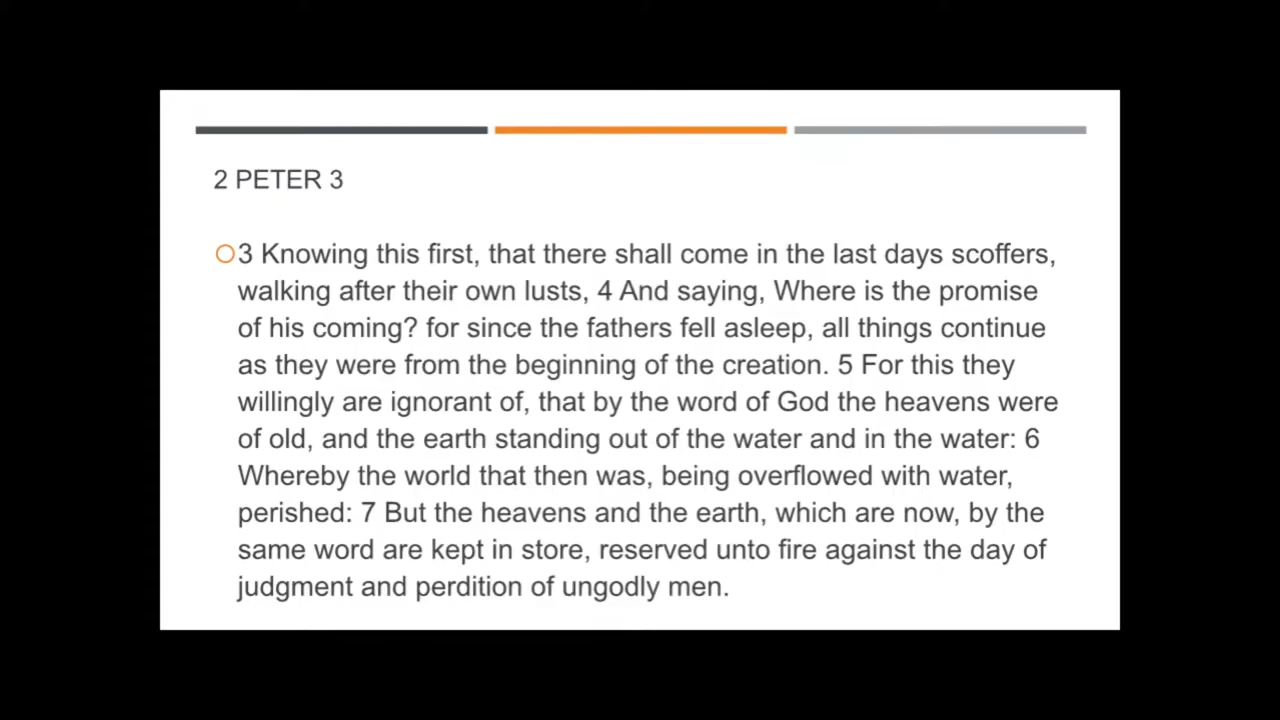 2 PETER 3
3 Knowing this first, that there shall come in the last days scoffers,
walking after their own lusts, 4 And saying, Where is the promise
of his coming? for since the fathers fell asleep, all things continue
as they were from the beginning of the creation. 5 For this they
willingly are ignorant of, that by the word of God the heavens were
of old, and the earth standing out of the water and in the water: 6
Whereby the world that then was, being overflowed with water,
perished: 7 But the heavens and the earth, which are now, by the
same word are kept in store, reserved unto fire against the day of
judgment and perdition of ungodly men.